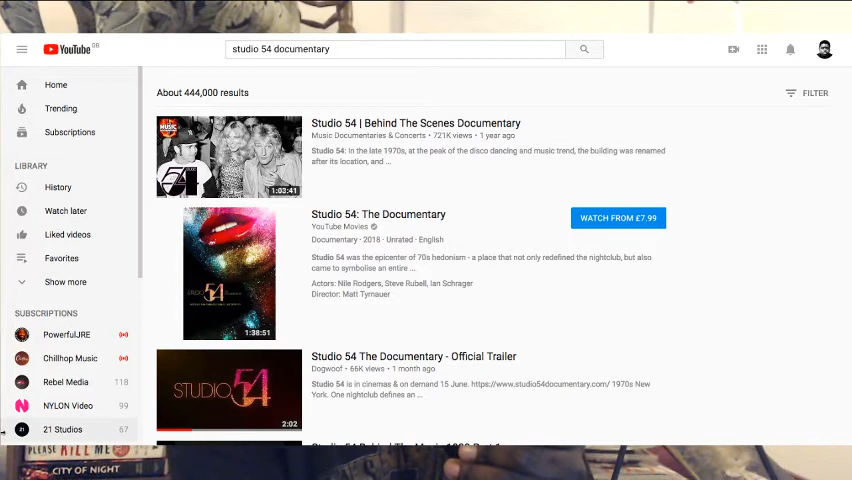 YouTube GB
studio 54 documentary
Home
Trending
Subscriptions
LIBRARY
History
Watch later
Liked videos
Favorites
Show more
SUBSCRIPTIONS
PowerfulJRE
Chillhop Music
Rebel Media 118
NYLON Video 99
21 Studios 67
About 444,000 results
FILTER
MUSIC
54
1:03:41
Studio 54 | Behind The Scenes Documentary
Music Documentaries & Concerts • 721K views • 1 year ago
Studio 54: In the late 1970s, at the peak of the disco dancing and music trend, the building was renamed
after its location, and ...
54
1:38:51
Studio 54: The Documentary
YouTube Movies
Documentary • 2018 • Unrated • English
Studio 54 was the epicenter of 70s hedonism - a place that not only redefined the nightclub, but also
came to symbolise an entire ...
Actors: Nile Rodgers, Steve Rubell, Ian Schrager
Director: Matt Tyrnauer
WATCH FROM £7.99
STUDIO 54
2:02
Studio 54 The Documentary - Official Trailer
Dogwoof • 66K views • 1 month ago
Studio 54 is in cinemas & on demand 15 June. https://www.studio54documentary.com/ 1970s New
York. One nightclub defines an ...
PLEASE KILL ME
CITY OF NIGHT